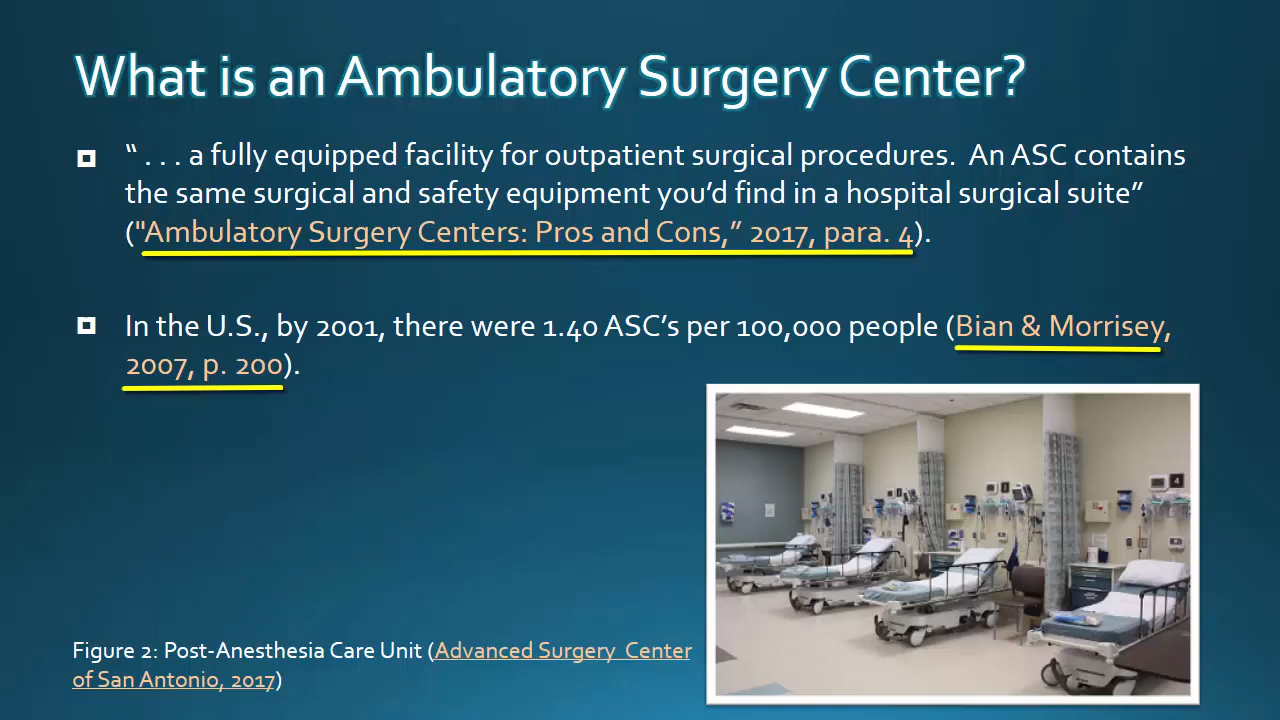 What is an Ambulatory Surgery Center?
“ . . . a fully equipped facility for outpatient surgical procedures.  An ASC contains
the same surgical and safety equipment you’d find in a hospital surgical suite”
("Ambulatory Surgery Centers: Pros and Cons,” 2017, para. 4).
In the U.S., by 2001, there were 1.40 ASC’s per 100,000 people (Bian & Morrisey,
2007, p. 200).
4
Figure 2: Post-Anesthesia Care Unit (Advanced Surgery  Center
of San Antonio, 2017)